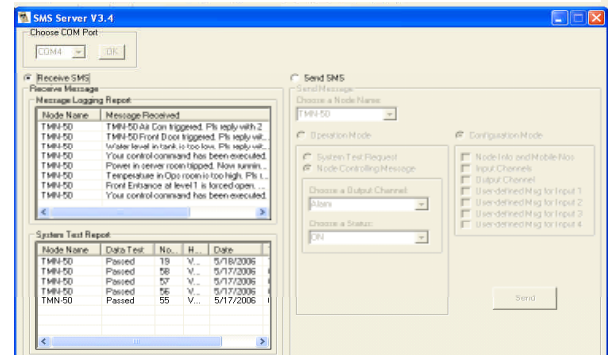 SMS Server V3.4
Choose COM Port
COM4
OK
Receive SMS
Receive Message
Message Logging Report
Node Name Message Received
TMN-50 TMN-50 Air Con triggered. Pls reply with 2
TMN-50 TMN-50 Front Door triggered. Pls reply wit...
TMN-50 Water level in tank is too low. Pls reply wit...
TMN-50 Your control command has been executed.
TMN-50 Power in server room tripped. Now runnin...
TMN-50 Temperature in Ops room is too high. Pls r...
TMN-50 Front Entrance at level 1 is forced open. ...
TMN-50 Your control command has been executed.
System Test Report
Node Name Data Test No... H... Date
TMN-50 Passed 19 V... 5/18/2006
TMN-50 Passed 58 V... 5/17/2006
TMN-50 Passed 57 V... 5/17/2006
TMN-50 Passed 56 V... 5/17/2006
TMN-50 Passed 55 V... 5/17/2006
Send SMS
Send Message
Choose a Node Name
TMN-50
Operation Mode
System Test Request
Node Controlling Message
Choose a Output Channel:
Alarm
Choose a Status:
ON
Configuration Mode
Node Info and Mobile Nos
Input Channels
Output Channel
User-defined Msg for Input 1
User-defined Msg for Input 2
User-defined Msg for Input 3
User-defined Msg for Input 4
Send